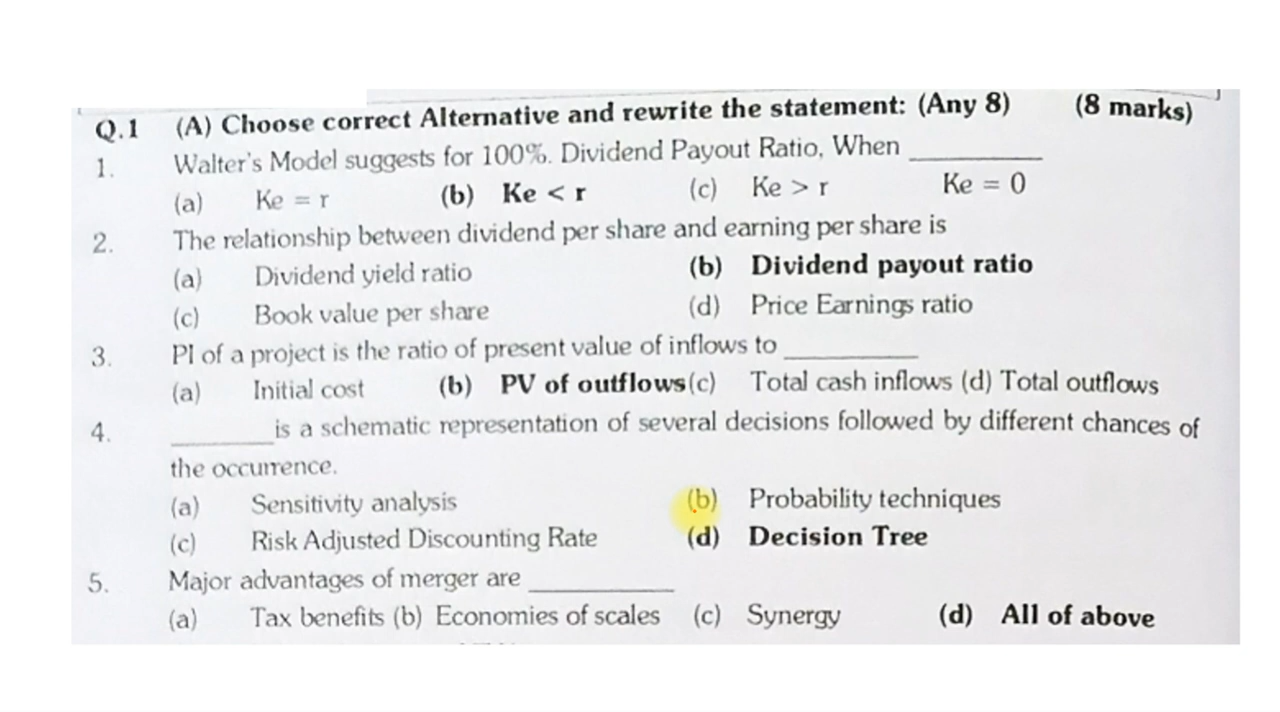 Q.1 (A) Choose correct Alternative and rewrite the statement: (Any 8) (8 marks)
1. Walter's Model suggests for 100%. Dividend Payout Ratio, When ________
(a) Ke = r (b) Ke < r (c) Ke > r Ke = 0
2. The relationship between dividend per share and earning per share is
(a) Dividend yield ratio (b) Dividend payout ratio
(c) Book value per share (d) Price Earnings ratio
3. PI of a project is the ratio of present value of inflows to ________
(a) Initial cost (b) PV of outflows (c) Total cash inflows (d) Total outflows
4. ________ is a schematic representation of several decisions followed by different chances of
the occurrence.
(a) Sensitivity analysis (b) Probability techniques
(c) Risk Adjusted Discounting Rate (d) Decision Tree
5. Major advantages of merger are ________
(a) Tax benefits (b) Economies of scales (c) Synergy (d) All of above